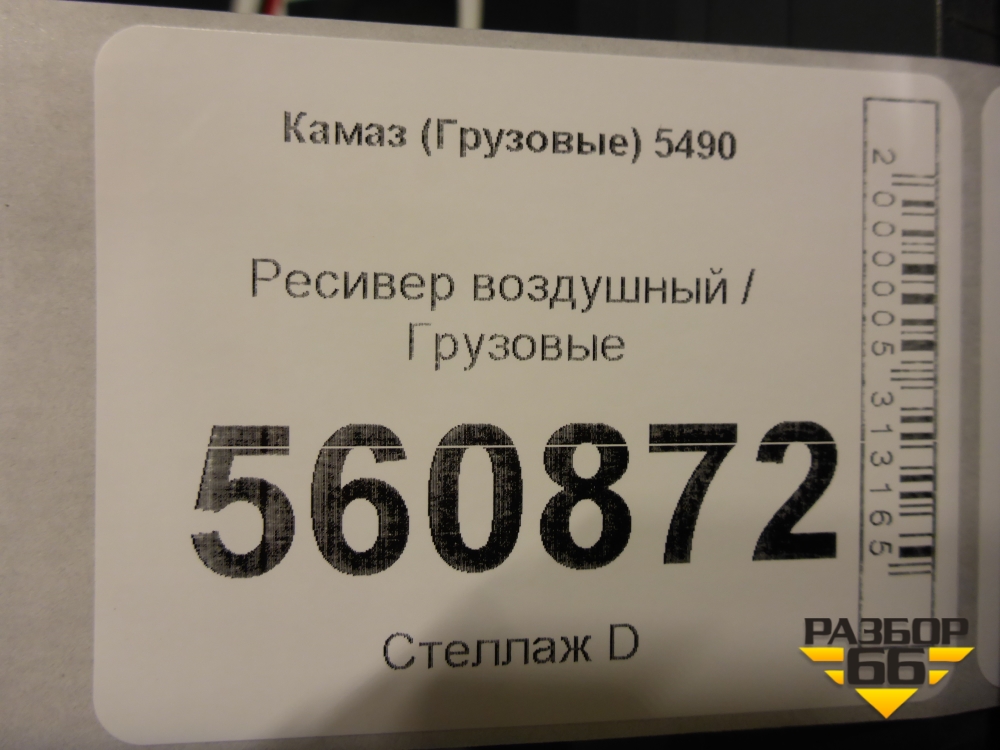 Камаз (Грузовые) 5490
Ресивер воздушный /
Грузовые
560872
Стеллаж D
2000005313165
РАЗБОР
66